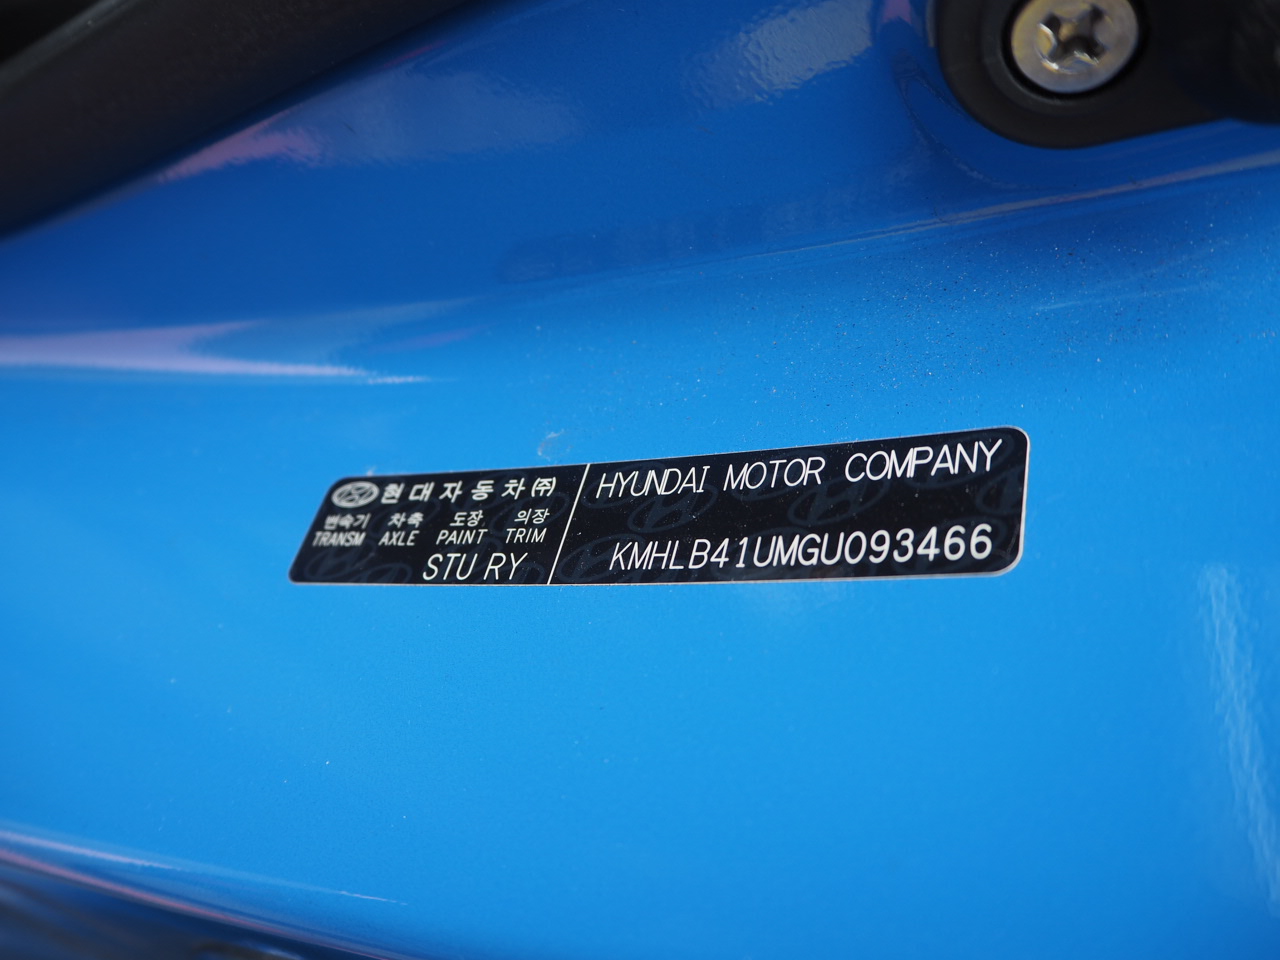 현대자동차㈜
변속기 차축 도장 의장
TRANSM AXLE PAINT TRIM
STU RY
HYUNDAI MOTOR COMPANY
KMHLB41UMGU093466